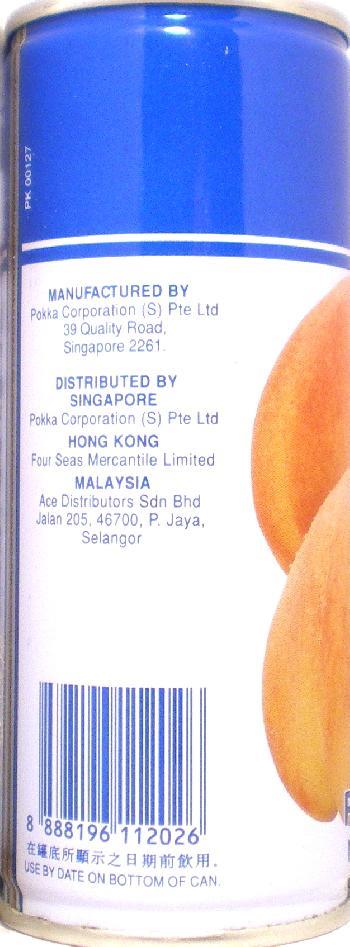 PK 00127
MANUFACTURED BY
Pokka Corporation (S) Pte Ltd
39 Quality Road,
Singapore 2261.
DISTRIBUTED BY
SINGAPORE
Pokka Corporation (S) Pte Ltd
HONG KONG
Four Seas Mercantile Limited
MALAYSIA
Ace Distributors Sdn Bhd
Jalan 205, 46700, P. Jaya,
Selangor
8 888196 112026
在罐底所顯示之日期前飲用.
USE BY DATE ON BOTTOM OF CAN.